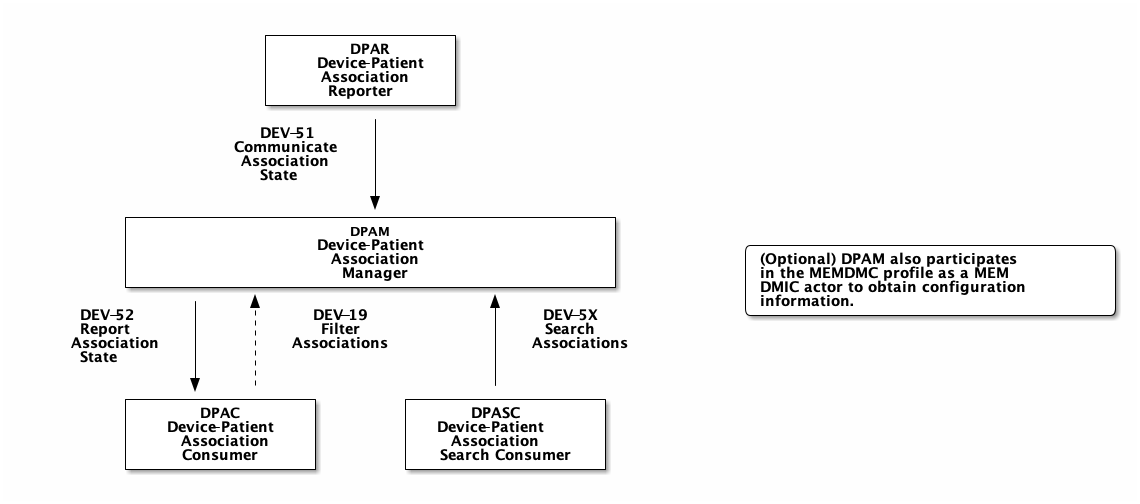 DPAR
Device-Patient
Association
Reporter
DEV-51
Communicate
Association
State
DPAM
Device-Patient
Association
Manager
(Optional) DPAM also participates
in the MEMDMC profile as a MEM
DMIC actor to obtain configuration
information.
DEV-52
Report
Association
State
DEV-19
Filter
Associations
DEV-5X
Search
Associations
DPAC
Device-Patient
Association
Consumer
DPASC
Device-Patient
Association
Search Consumer